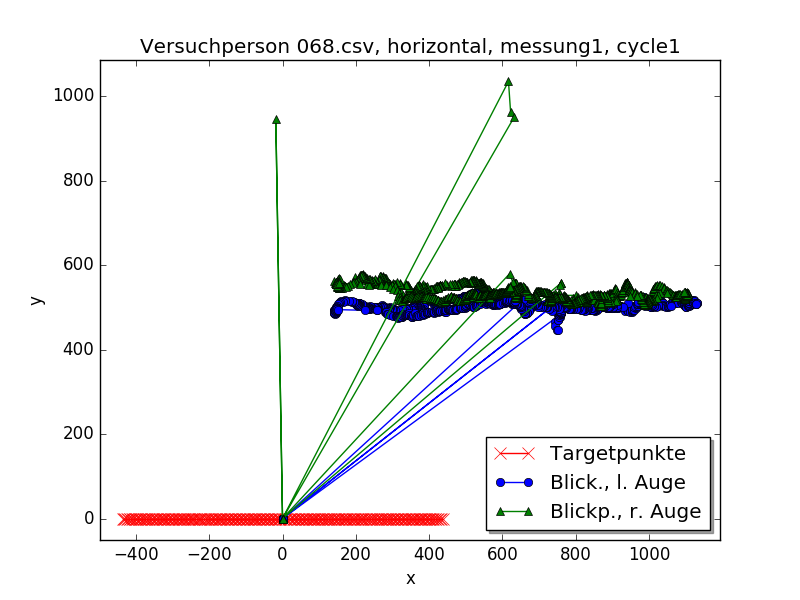 Versuchperson 068.csv, horizontal, messung1, cycle1
1000
800
600
400
200
0
y
Targetpunkte
Blick., l. Auge
Blickp., r. Auge
−400 −200 0 200 400 600 800 1000
x